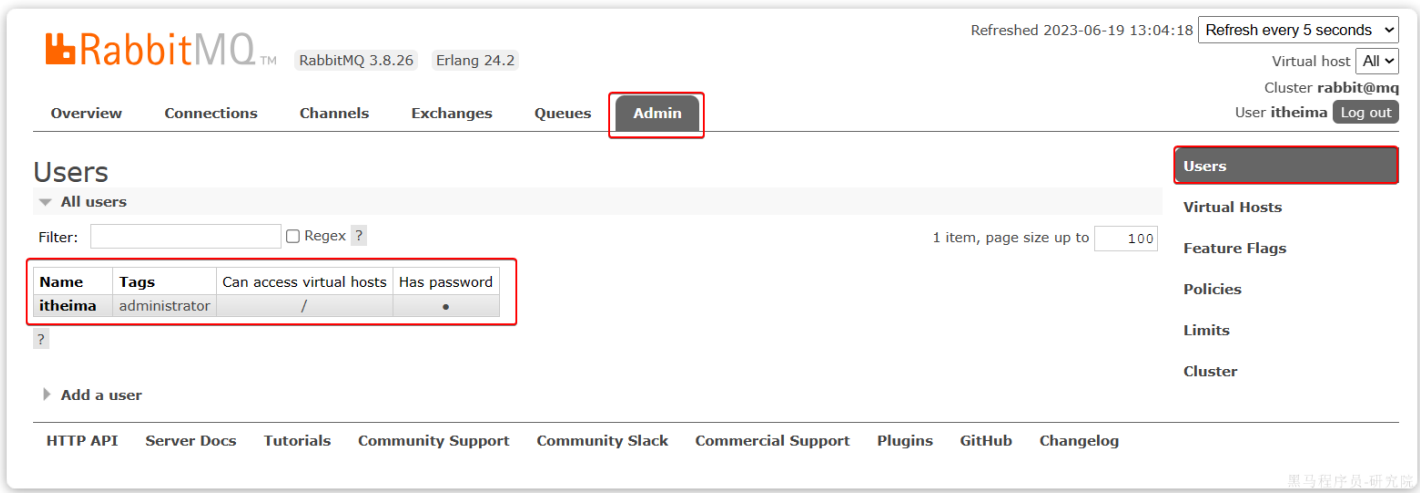 Refreshed 2023-06-19 13:04:18 Refresh every 5 seconds
RabbitMQ TM RabbitMQ 3.8.26 Erlang 24.2
Virtual host All
Cluster rabbit@mq
User itheima Log out
Overview Connections Channels Exchanges Queues Admin
Users
All users
Filter: Regex ? 1 item, page size up to 100
Name Tags Can access virtual hosts Has password
itheima administrator / ●
?
Add a user
Users
Virtual Hosts
Feature Flags
Policies
Limits
Cluster
HTTP API Server Docs Tutorials Community Support Community Slack Commercial Support Plugins GitHub Changelog
黑马程序员-研究院